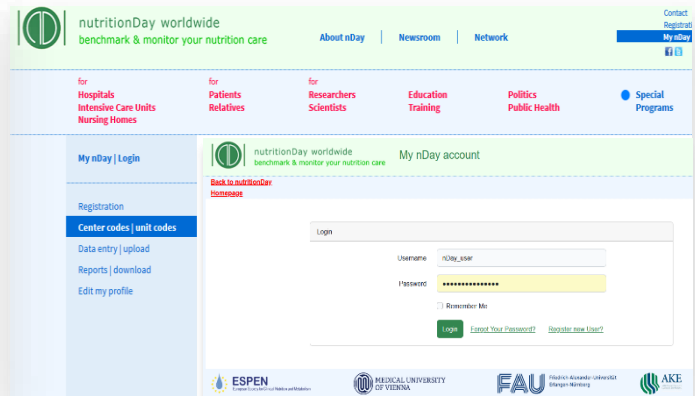 nutritionDay worldwide
benchmark & monitor your nutrition care
About nDay | Newsroom | Network
Contact
Registrati
My nDay
for
Hospitals
Intensive Care Units
Nursing Homes
for
Patients
Relatives
for
Researchers
Scientists
Education
Training
Politics
Public Health
Special
Programs
My nDay | Login
Registration
Center codes | unit codes
Data entry | upload
Reports | download
Edit my profile
nutritionDay worldwide
benchmark & monitor your nutrition care
My nDay account
Back to nutritionDay
Homepage
Login
Username nDay_user
Password •••••••••••••••
Remember Me
Login Forgot Your Password? Register new User?
ESPEN
MEDICAL UNIVERSITY
OF VIENNA
FAU
Friedrich-Alexander-Universität
Erlangen-Nürnberg
AKE